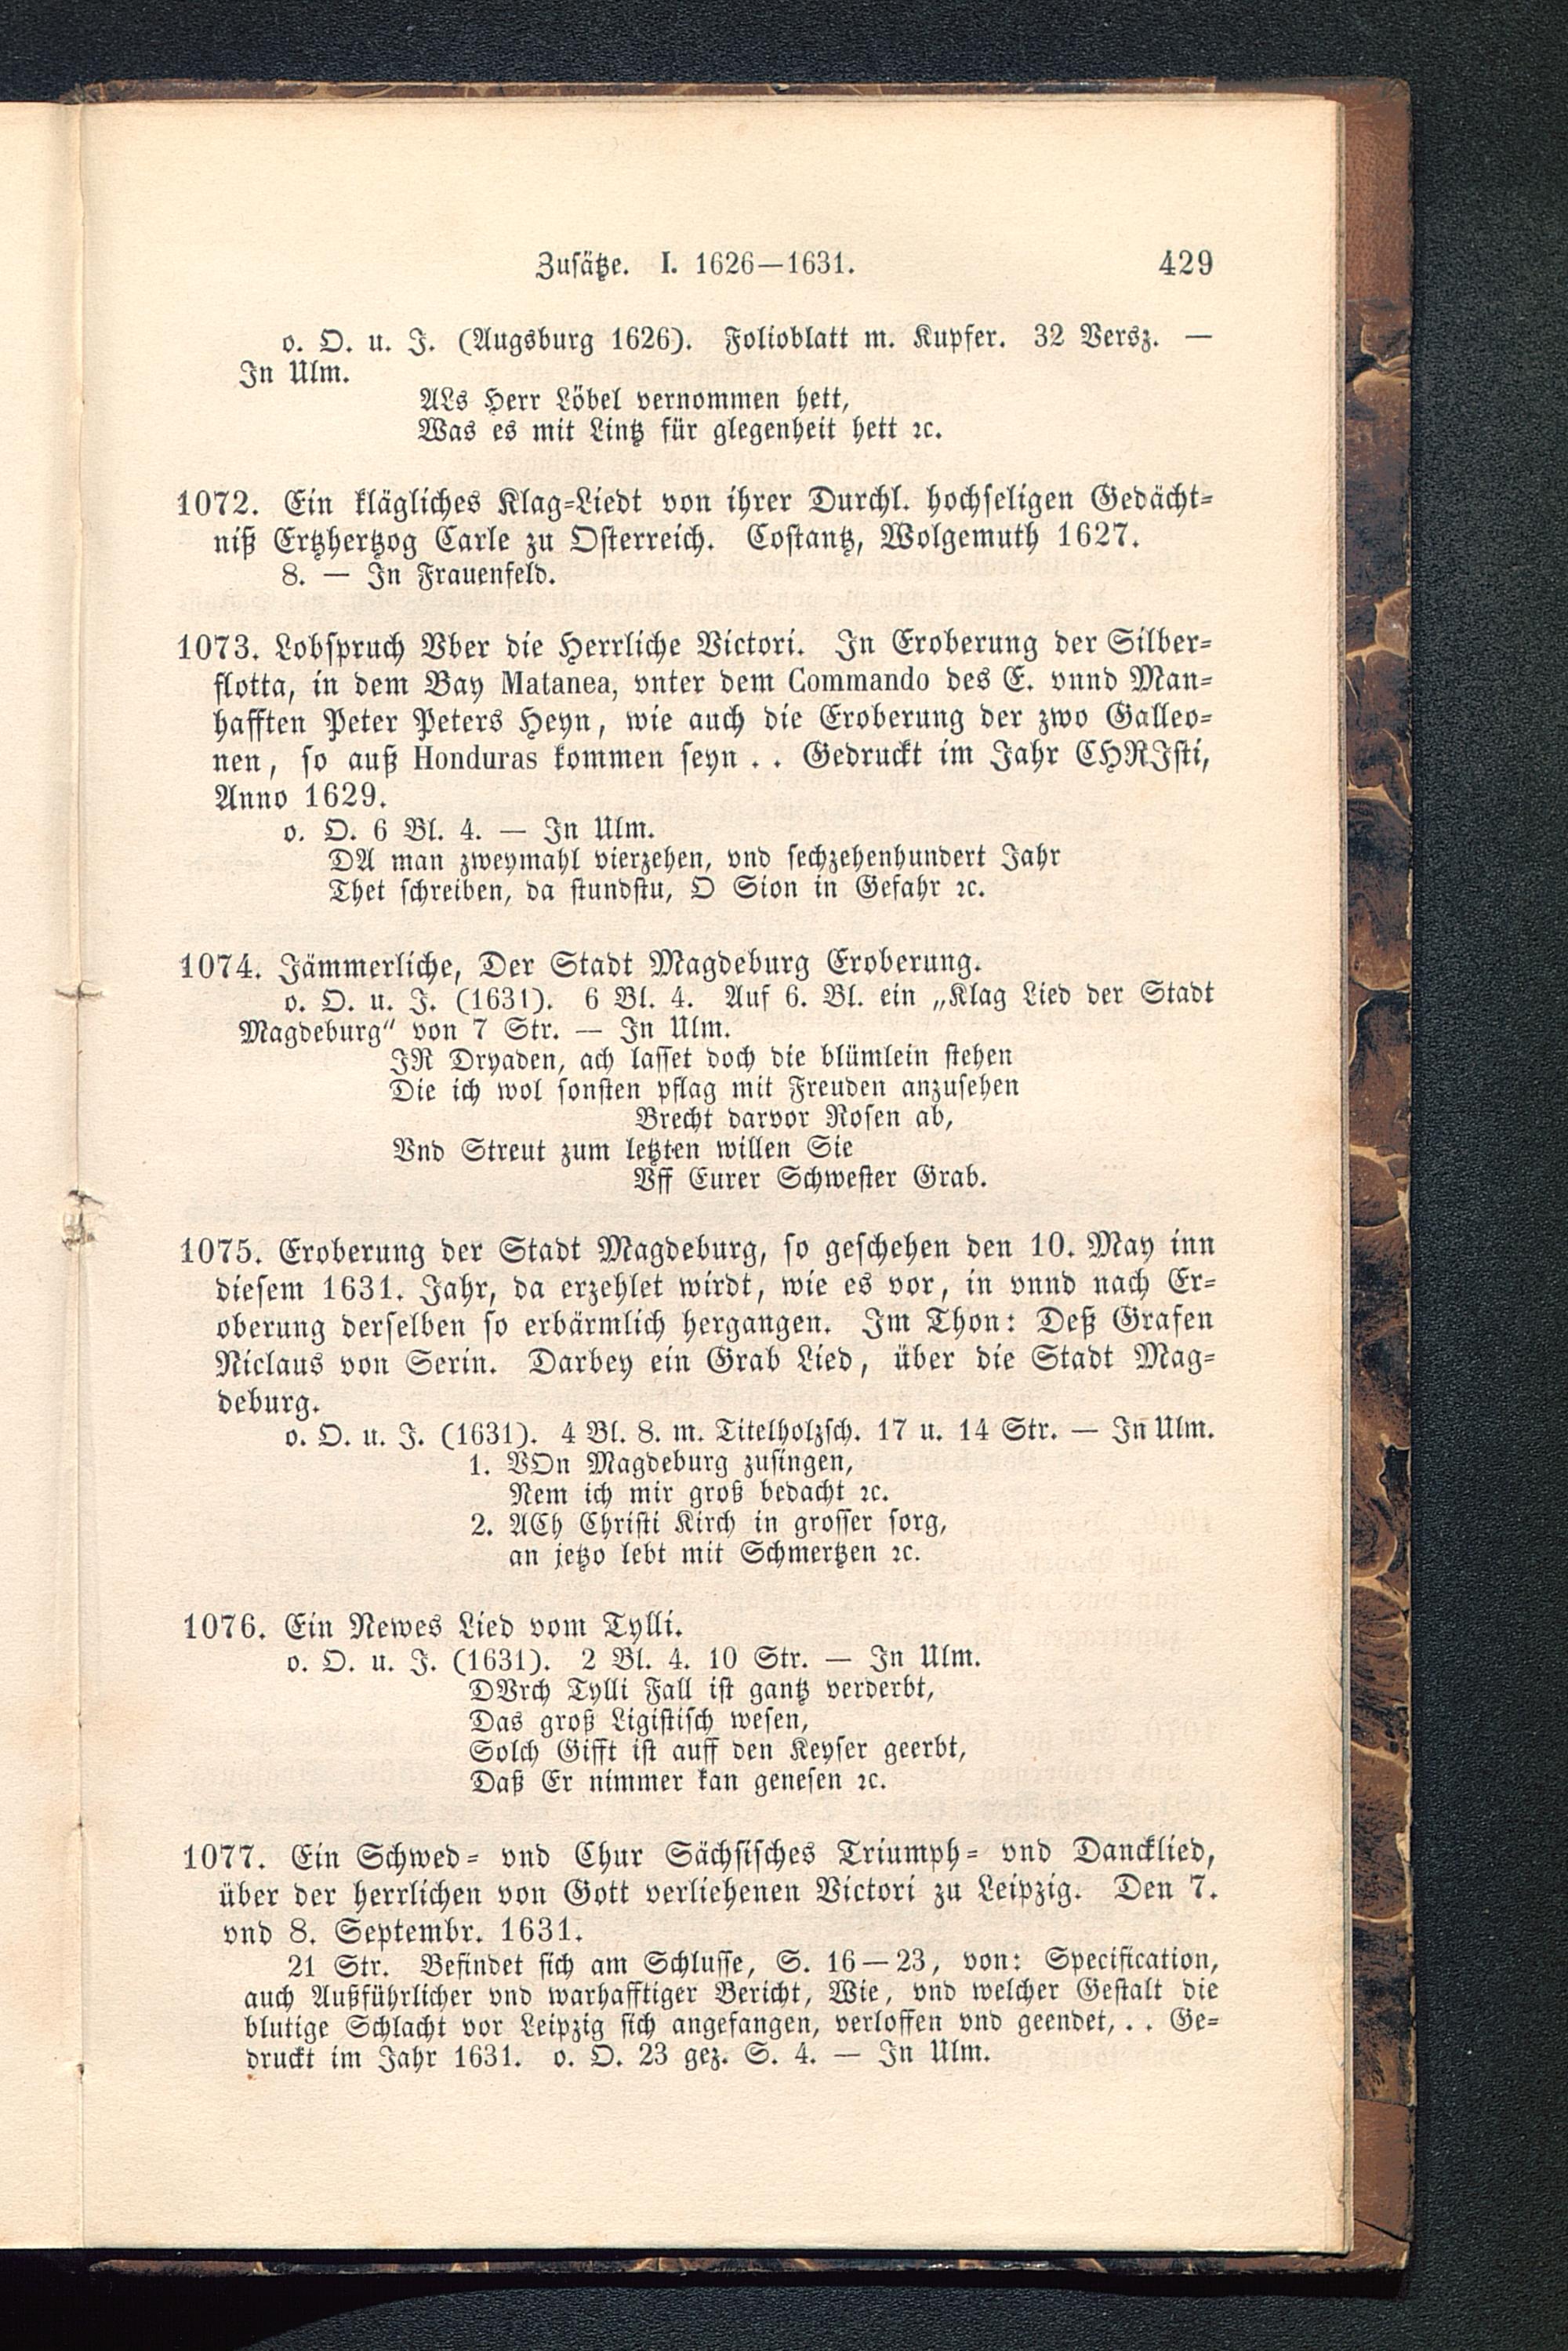 Zusätze. I. 1626—1631. 429
o. O. u. J. (Augsburg 1626). Folioblatt m. Kupfer. 32 Versz. —
In Ulm.
ALs Herr Löbel vernommen hett,
Was es mit Lintz für glegenheit hett ꝛc.
1072. Ein klägliches Klag-Liedt von ihrer Durchl. hochseligen Gedächt-
niß Ertzhertzog Carle zu Osterreich. Costantz, Wolgemuth 1627.
8. — In Frauenfeld.
1073. Lobspruch Vber die Herrliche Victori. In Eroberung der Silber-
flotta, in dem Bay Matanea, vnter dem Commando des E. vnnd Man-
hafften Peter Peters Heyn, wie auch die Eroberung der zwo Galleo-
nen, so auß Honduras kommen seyn . . Gedruckt im Jahr CHRJsti,
Anno 1629.
o. O. 6 Bl. 4. — In Ulm.
DA man zweymahl vierzehen, vnd sechzehenhundert Jahr
Thet schreiben, da stundstu, O Sion in Gefahr ꝛc.
1074. Jämmerliche, Der Stadt Magdeburg Eroberung.
o. O. u. J. (1631). 6 Bl. 4. Auf 6. Bl. ein „Klag Lied der Stadt
Magdeburg“ von 7 Str. — In Ulm.
JR Dryaden, ach lasset doch die blümlein stehen
Die ich wol sonsten pflag mit Freuden anzusehen
Brecht darvor Rosen ab,
Vnd Streut zum letzten willen Sie
Vff Eurer Schwester Grab.
1075. Eroberung der Stadt Magdeburg, so geschehen den 10. May inn
diesem 1631. Jahr, da erzehlet wirdt, wie es vor, in vnnd nach Er-
oberung derselben so erbärmlich hergangen. Im Thon: Deß Grafen
Niclaus von Serin. Darbey ein Grab Lied, über die Stadt Mag-
deburg.
o. O. u. J. (1631). 4 Bl. 8. m. Titelholzsch. 17 u. 14 Str. — In Ulm.
1. VOn Magdeburg zusingen,
Nem ich mir groß bedacht ꝛc.
2. ACh Christi Kirch in grosser sorg,
an jetzo lebt mit Schmertzen ꝛc.
1076. Ein Newes Lied vom Tylli.
o. O. u. J. (1631). 2 Bl. 4. 10 Str. — In Ulm.
DVrch Tylli Fall ist gantz verderbt,
Das groß Ligistisch wesen,
Solch Gifft ist auff den Keyser geerbt,
Daß Er nimmer kan genesen ꝛc.
1077. Ein Schwed- vnd Chur Sächsisches Triumph- vnd Dancklied,
über der herrlichen von Gott verliehenen Victori zu Leipzig. Den 7.
vnd 8. Septembr. 1631.
21 Str. Befindet sich am Schlusse, S. 16—23, von: Specification,
auch Außführlicher vnd warhafftiger Bericht, Wie, vnd welcher Gestalt die
blutige Schlacht vor Leipzig sich angefangen, verloffen vnd geendet, . . Ge-
druckt im Jahr 1631. o. O. 23 gez. S. 4. — In Ulm.